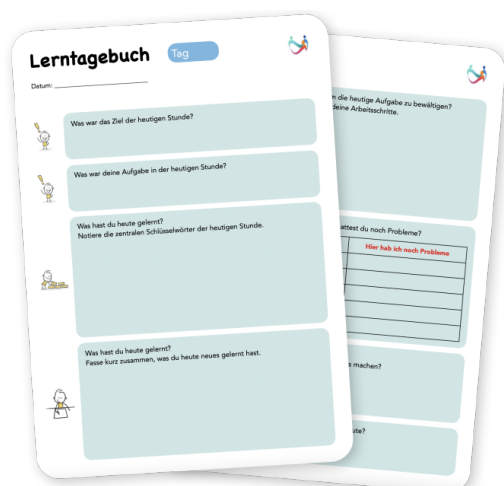 Lerntagebuch
Tag
Datum:
Was war das Ziel der heutigen Stunde?
Was war deine Aufgabe in der heutigen Stunde?
Was hast du heute gelernt?
Notiere die zentralen Schlüsselwörter der heutigen Stunde.
Was hast du heute gelernt?
Fasse kurz zusammen, was du heute neues gelernt hast.
die heutige Aufgabe zu bewältigen?
deine Arbeitsschritte.
du noch Probleme?
Hier hab ich noch Probleme
machen?